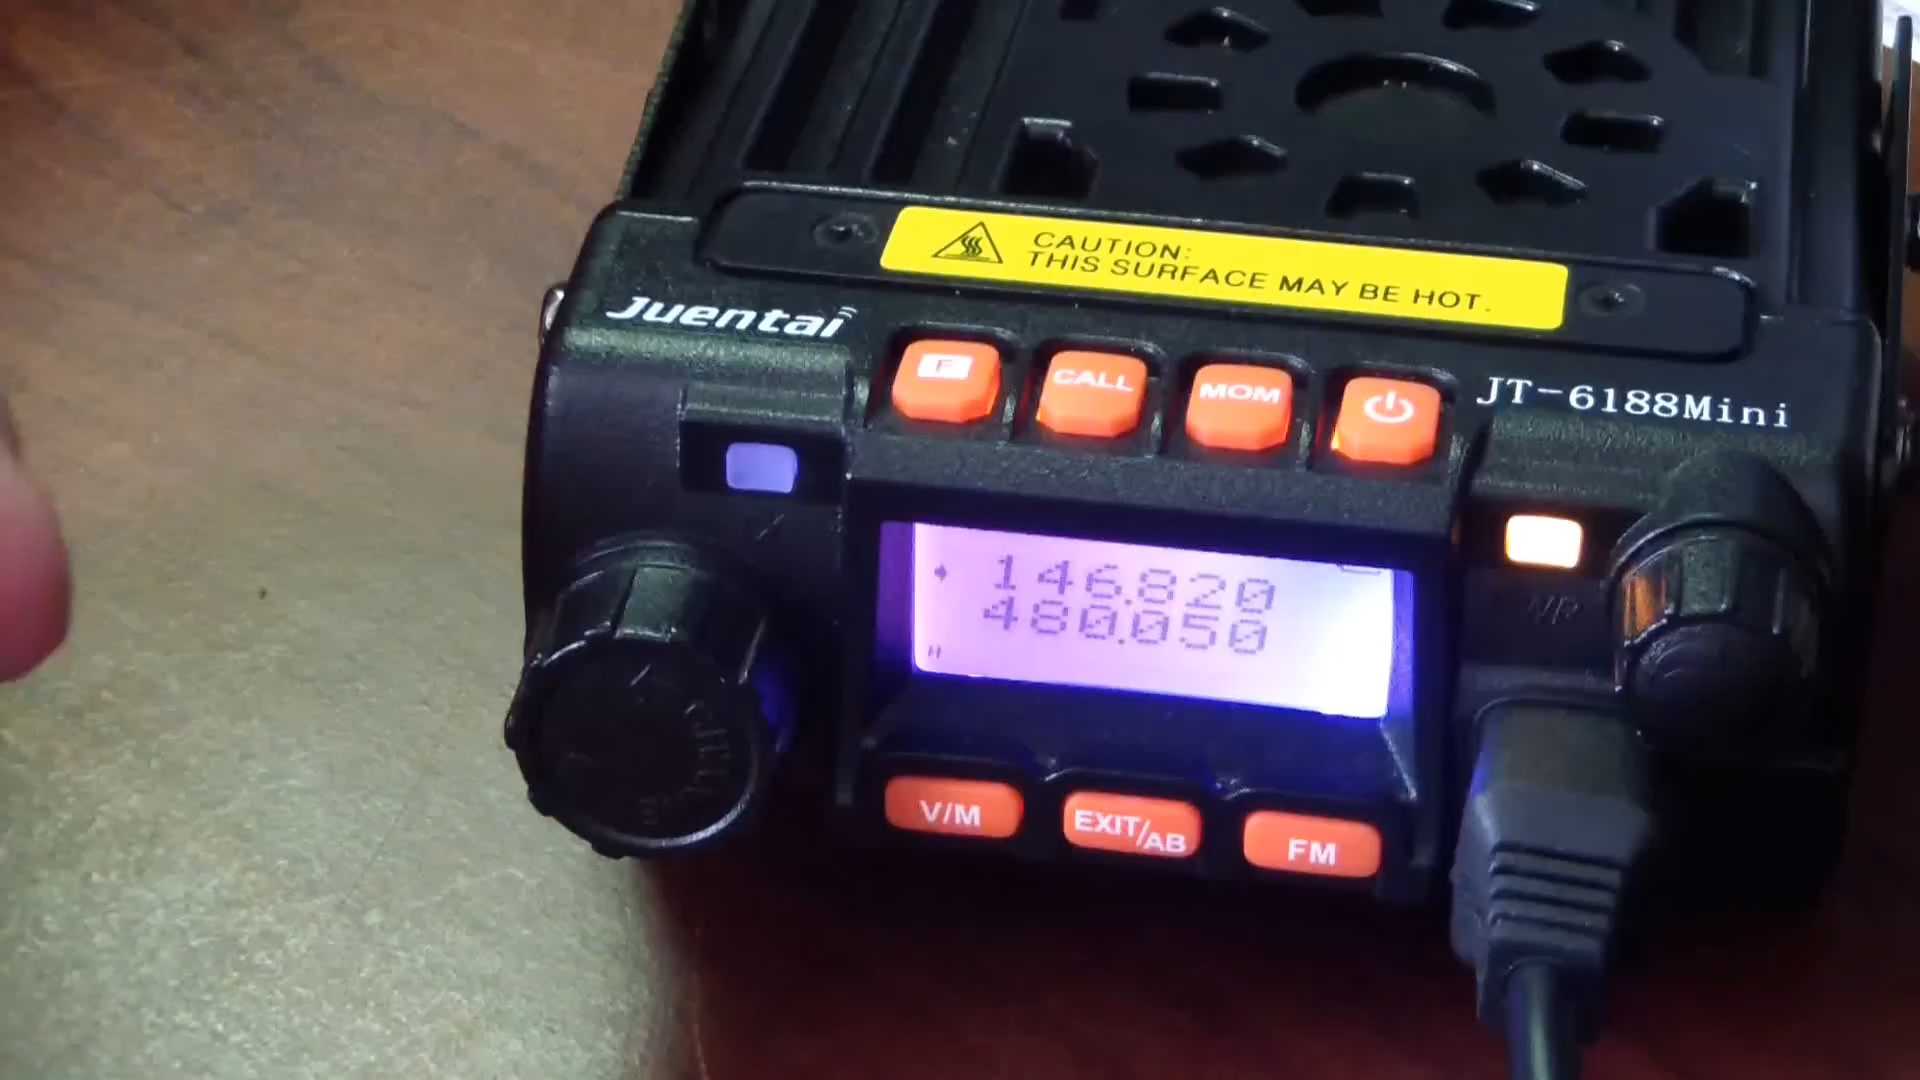 CAUTION:
THIS SURFACE MAY BE HOT.
Juentai
F
CALL
MOM
JT-6188Mini
146.820
480.050
H
V/M
EXIT/AB
FM